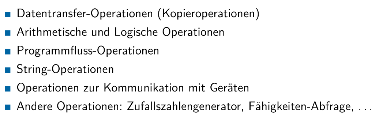 Datentransfer-Operationen (Kopieroperationen)
Arithmetische und Logische Operationen
Programmfluss-Operationen
String-Operationen
Operationen zur Kommunikation mit Geräten
Andere Operationen: Zufallszahlengenerator, Fähigkeiten-Abfrage, ...